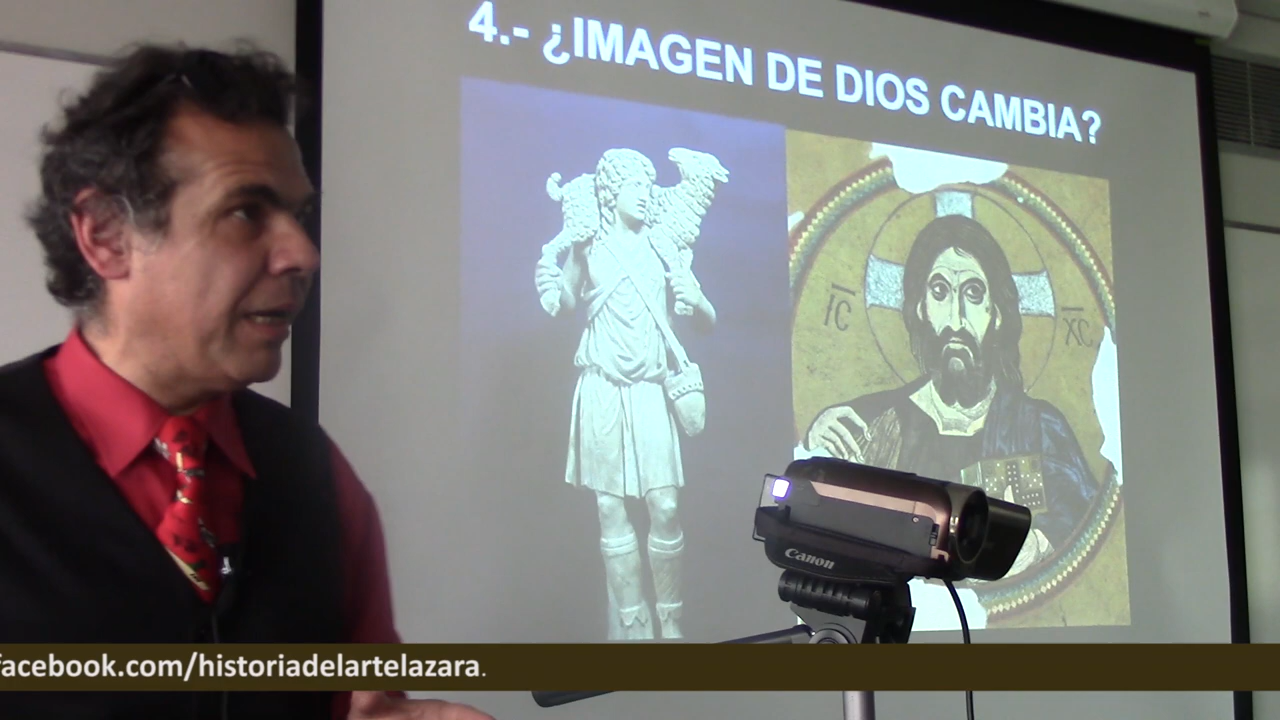 4.- ¿IMAGEN DE DIOS CAMBIA?
IC
XC
Canon
facebook.com/historiadelartelazara.